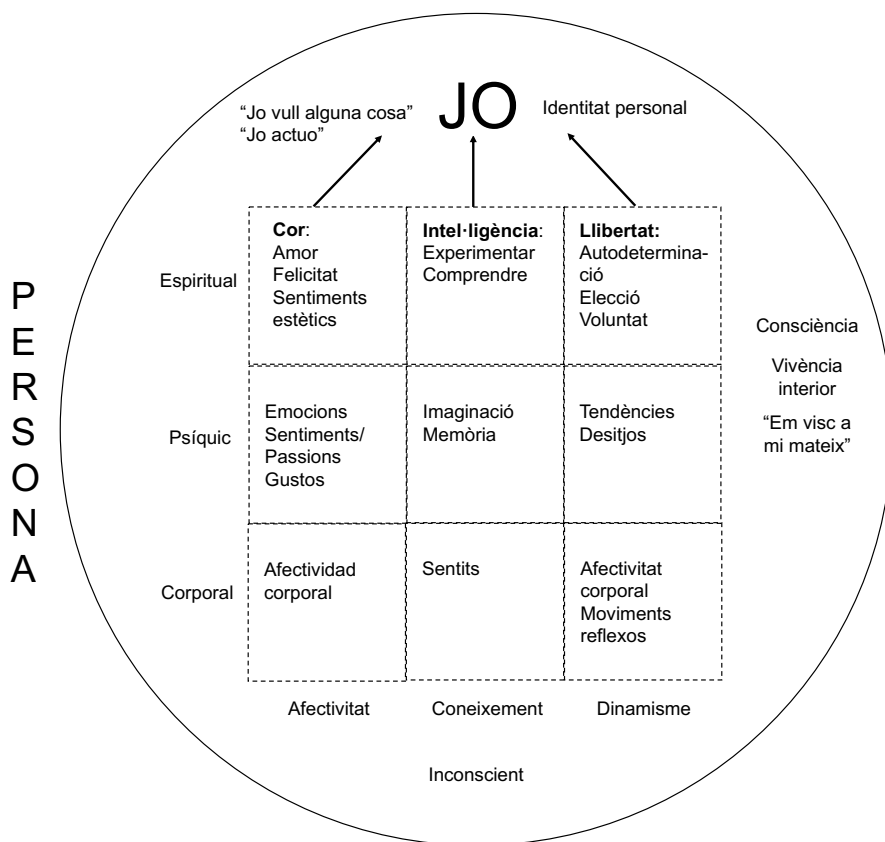 PERSONA
“Jo vull alguna cosa”
“Jo actuo”
JO
Identitat personal
Espiritual
Cor:
Amor
Felicitat
Sentiments
estètics
Intel·ligència:
Experimentar
Comprendre
Llibertat:
Autodetermina-
ció
Elecció
Voluntat
Psíquic
Emocions
Sentiments/
Passions
Gustos
Imaginació
Memòria
Tendències
Desitjos
Corporal
Afectividad
corporal
Sentits
Afectivitat
corporal
Moviments
reflexos
Afectivitat
Coneixement
Dinamisme
Consciència
Vivència
interior
“Em visc a
mi mateix”
Inconscient